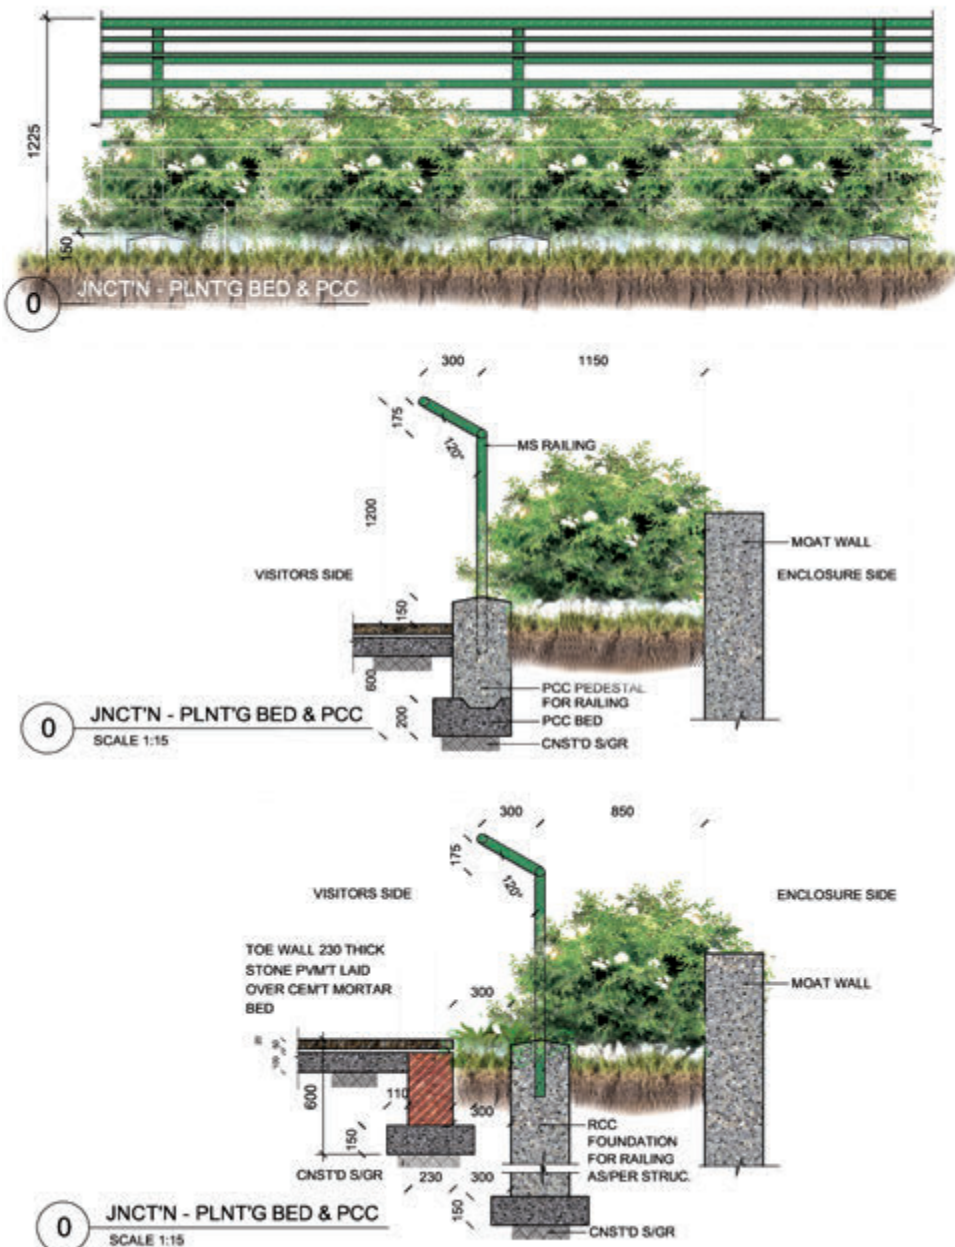 1225
150
0
JNCT'N - PLNT'G BED & PCC
300
1150
175
120°
MS RAILING
1200
MOAT WALL
VISITORS SIDE
ENCLOSURE SIDE
150
600
PCC PEDESTAL
FOR RAILING
200
PCC BED
CNST'D S/GR
0
JNCT'N - PLNT'G BED & PCC
SCALE 1:15
300
850
175
120°
VISITORS SIDE
ENCLOSURE SIDE
TOE WALL 230 THICK
STONE PVM'T LAID
OVER CEM'T MORTAR
BED
300
MOAT WALL
100
600
110
300
RCC
FOUNDATION
FOR RAILING
AS/PER STRUC.
150
CNST'D S/GR
230
300
150
CNST'D S/GR
0
JNCT'N - PLNT'G BED & PCC
SCALE 1:15